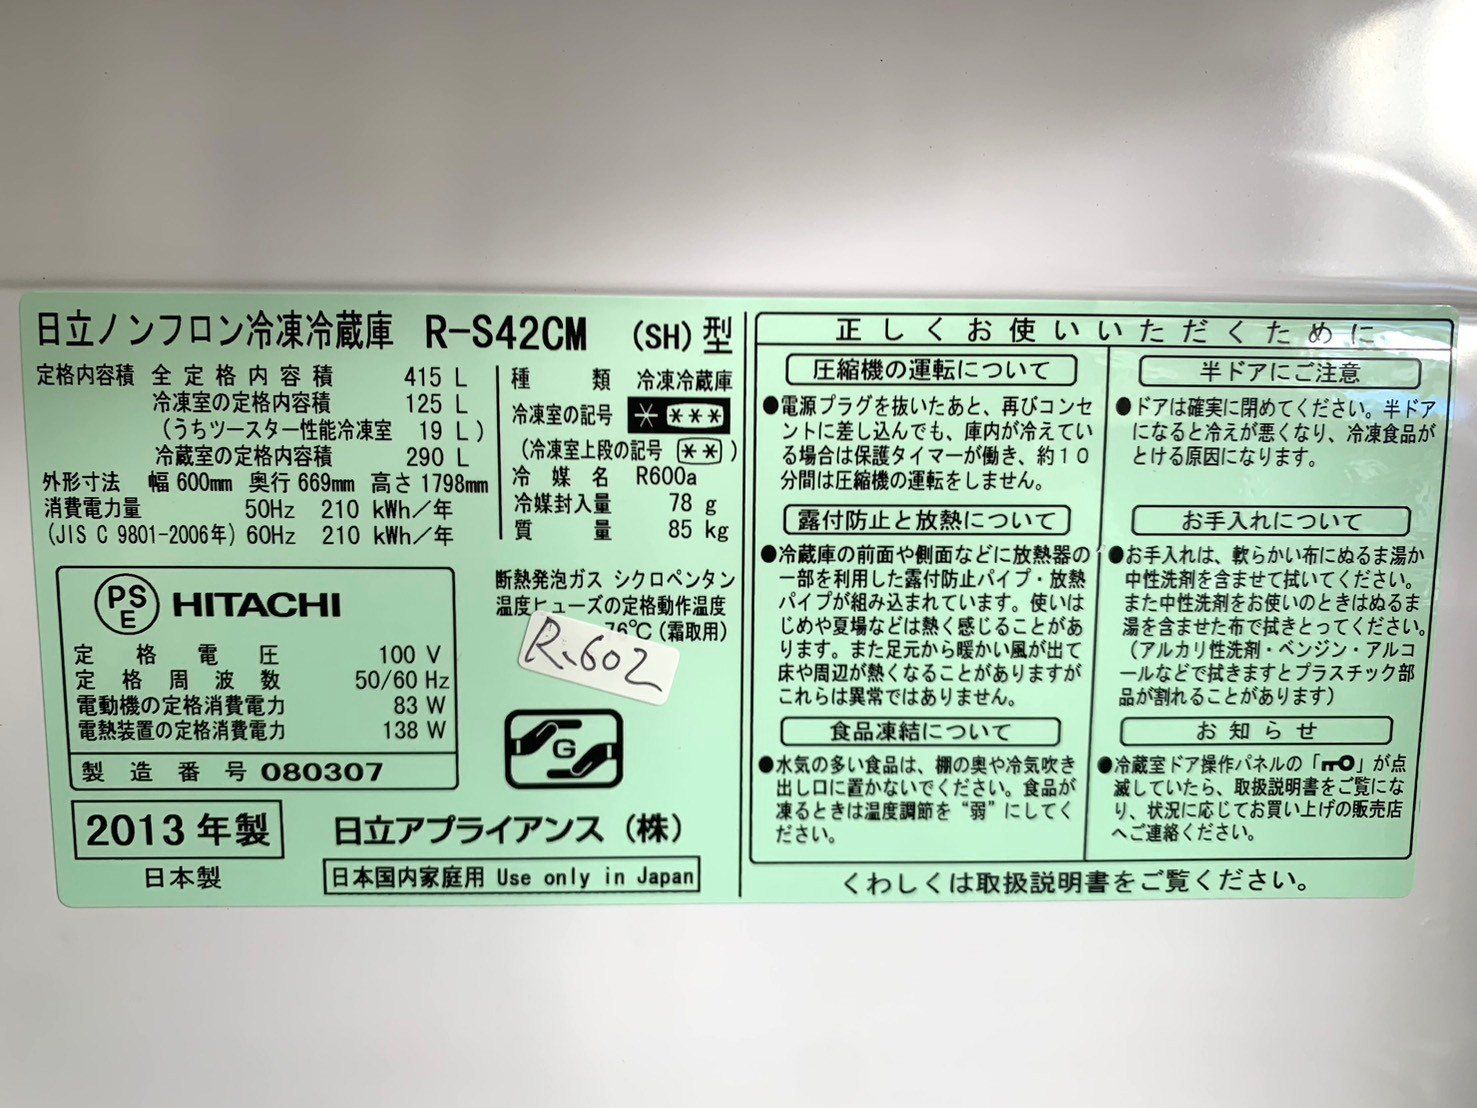 日立ノンフロン冷凍冷蔵庫 R-S42CM (SH)型
定格内容積 全定格内容積 415 L
冷凍室の定格内容積 125 L
(うちツースター性能冷凍室 19 L)
冷蔵室の定格内容積 290 L
外形寸法 幅600mm 奥行669mm 高さ1798mm
消費電力量 50Hz 210 kWh/年
(JIS C 9801-2006年) 60Hz 210 kWh/年
種類 冷凍冷蔵庫
冷凍室の記号 * ***
(冷凍室上段の記号 **)
冷媒名 R600a
冷媒封入量 78 g
質量 85 kg
断熱発泡ガス シクロペンタン
温度ヒューズの定格動作温度
76℃(霜取用)
R-602
PSE HITACHI
定格電圧 100 V
定格周波数 50/60 Hz
電動機の定格消費電力 83 W
電熱装置の定格消費電力 138 W
製造番号 080307
G
2013年製
日本製
日立アプライアンス(株)
日本国内家庭用 Use only in Japan
正しくお使いいただくために
圧縮機の運転について
●電源プラグを抜いたあと、再びコンセ
ントに差し込んでも、庫内が冷えてい
る場合は保護タイマーが働き、約10
分間は圧縮機の運転をしません。
露付防止と放熱について
●冷蔵庫の前面や側面などに放熱器の
一部を利用した露付防止パイプ・放熱
パイプが組み込まれています。使いは
じめや夏場などは熱く感じることがあ
ります。また足元から暖かい風が出て
床や周辺が熱くなることがありますが
これらは異常ではありません。
食品凍結について
●水気の多い食品は、棚の奥や冷気吹き
出し口に置かないでください。食品が
凍るときは温度調節を“弱”にしてく
ださい。
半ドアにご注意
●ドアは確実に閉めてください。半ドア
になると冷えが悪くなり、冷凍食品が
とける原因になります。
お手入れについて
●お手入れは、軟らかい布にぬるま湯か
中性洗剤を含ませて拭いてください。
また中性洗剤をお使いのときはぬるま
湯を含ませた布で拭きとってください。
(アルカリ性洗剤・ベンジン・アルコ
ールなどで拭きますとプラスチック部
品が割れることがあります)
お知らせ
●冷蔵室ドア操作パネルの「」が点
滅していたら、取扱説明書をご覧にな
り、状況に応じてお買い上げの販売店
へご連絡ください。
くわしくは取扱説明書をご覧ください。